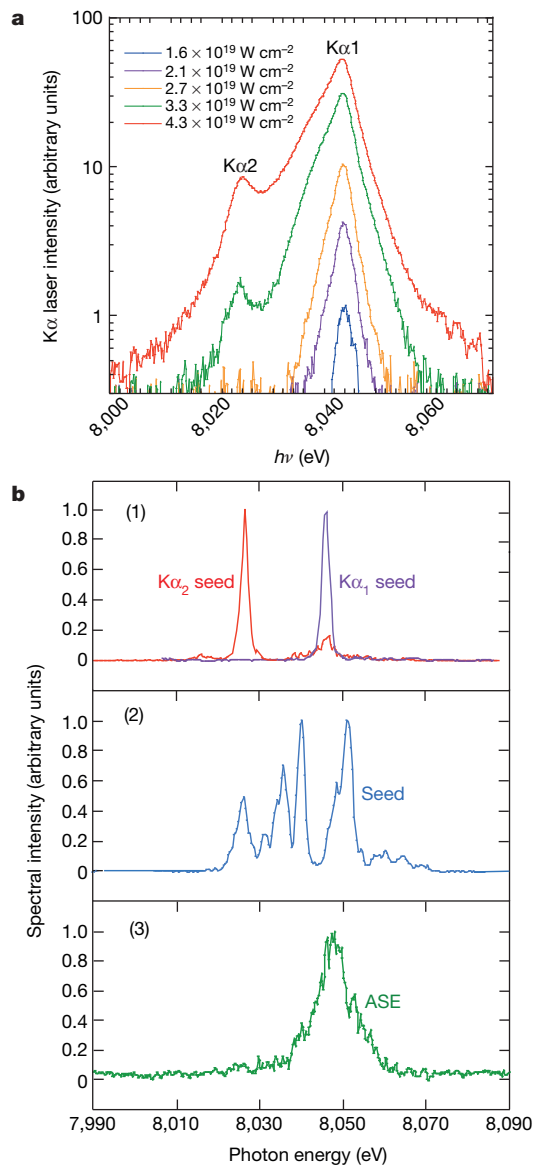 a
100
10
1
Kα laser intensity (arbitrary units)
1.6 × 10¹⁹ W cm⁻²
2.1 × 10¹⁹ W cm⁻²
2.7 × 10¹⁹ W cm⁻²
3.3 × 10¹⁹ W cm⁻²
4.3 × 10¹⁹ W cm⁻²
Kα1
Kα2
8,000
8,020
8,040
8,060
hν (eV)
b
Spectral intensity (arbitrary units)
(1)
1.0
0.8
0.6
0.4
0.2
0
Kα₂ seed
Kα₁ seed
(2)
1.0
0.8
0.6
0.4
0.2
0
Seed
(3)
1.0
0.8
0.6
0.4
0.2
0
ASE
7,990
8,010
8,030
8,050
8,070
8,090
Photon energy (eV)